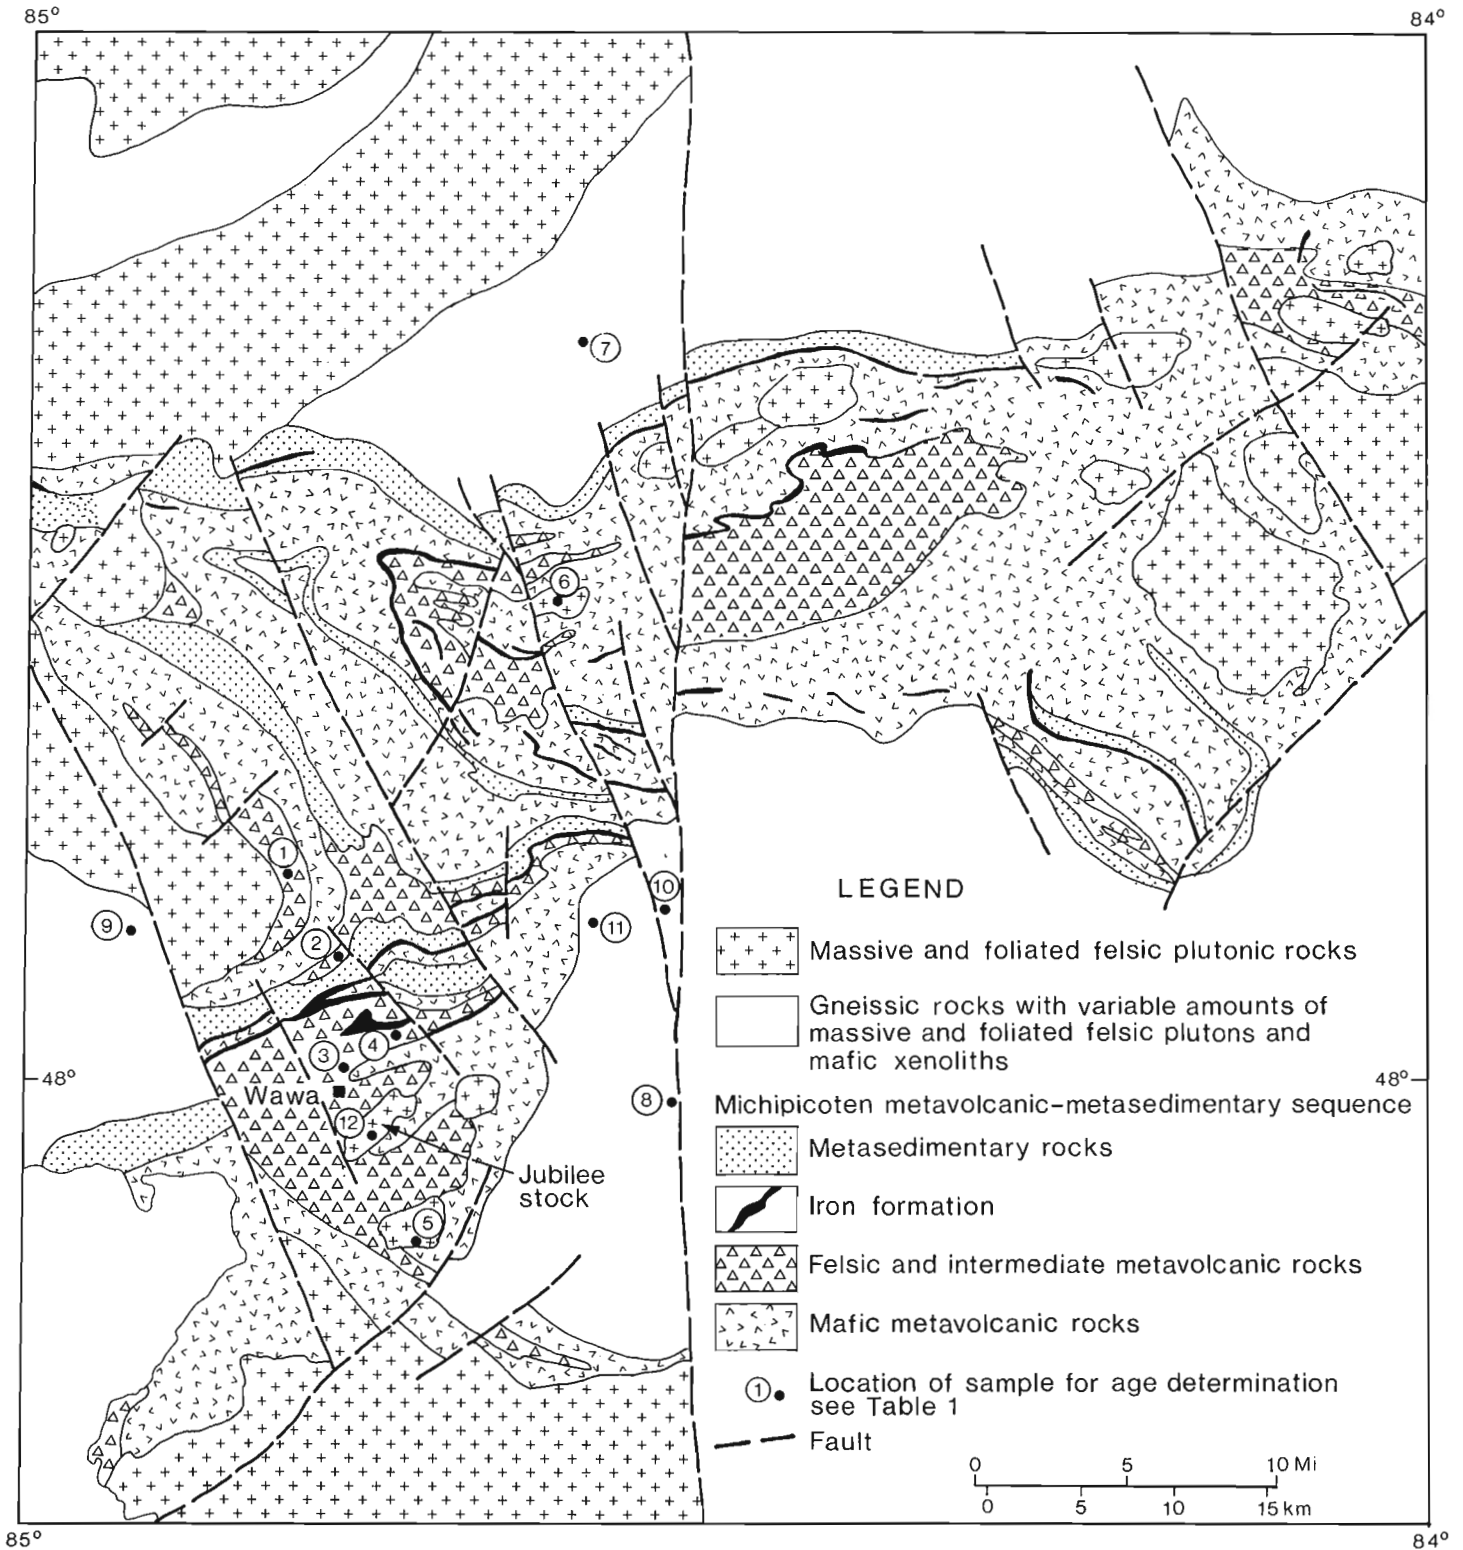 85°
84°
7
6
1
9
2
10
11
4
3
48°
Wawa
12
8
48°
Jubilee
stock
5
LEGEND
Massive and foliated felsic plutonic rocks
Gneissic rocks with variable amounts of
massive and foliated felsic plutons and
mafic xenoliths
Michipicoten metavolcanic-metasedimentary sequence
Metasedimentary rocks
Iron formation
Felsic and intermediate metavolcanic rocks
Mafic metavolcanic rocks
1
Location of sample for age determination
see Table 1
Fault
0 5 10 Mi
0 5 10 15 km
85°
84°